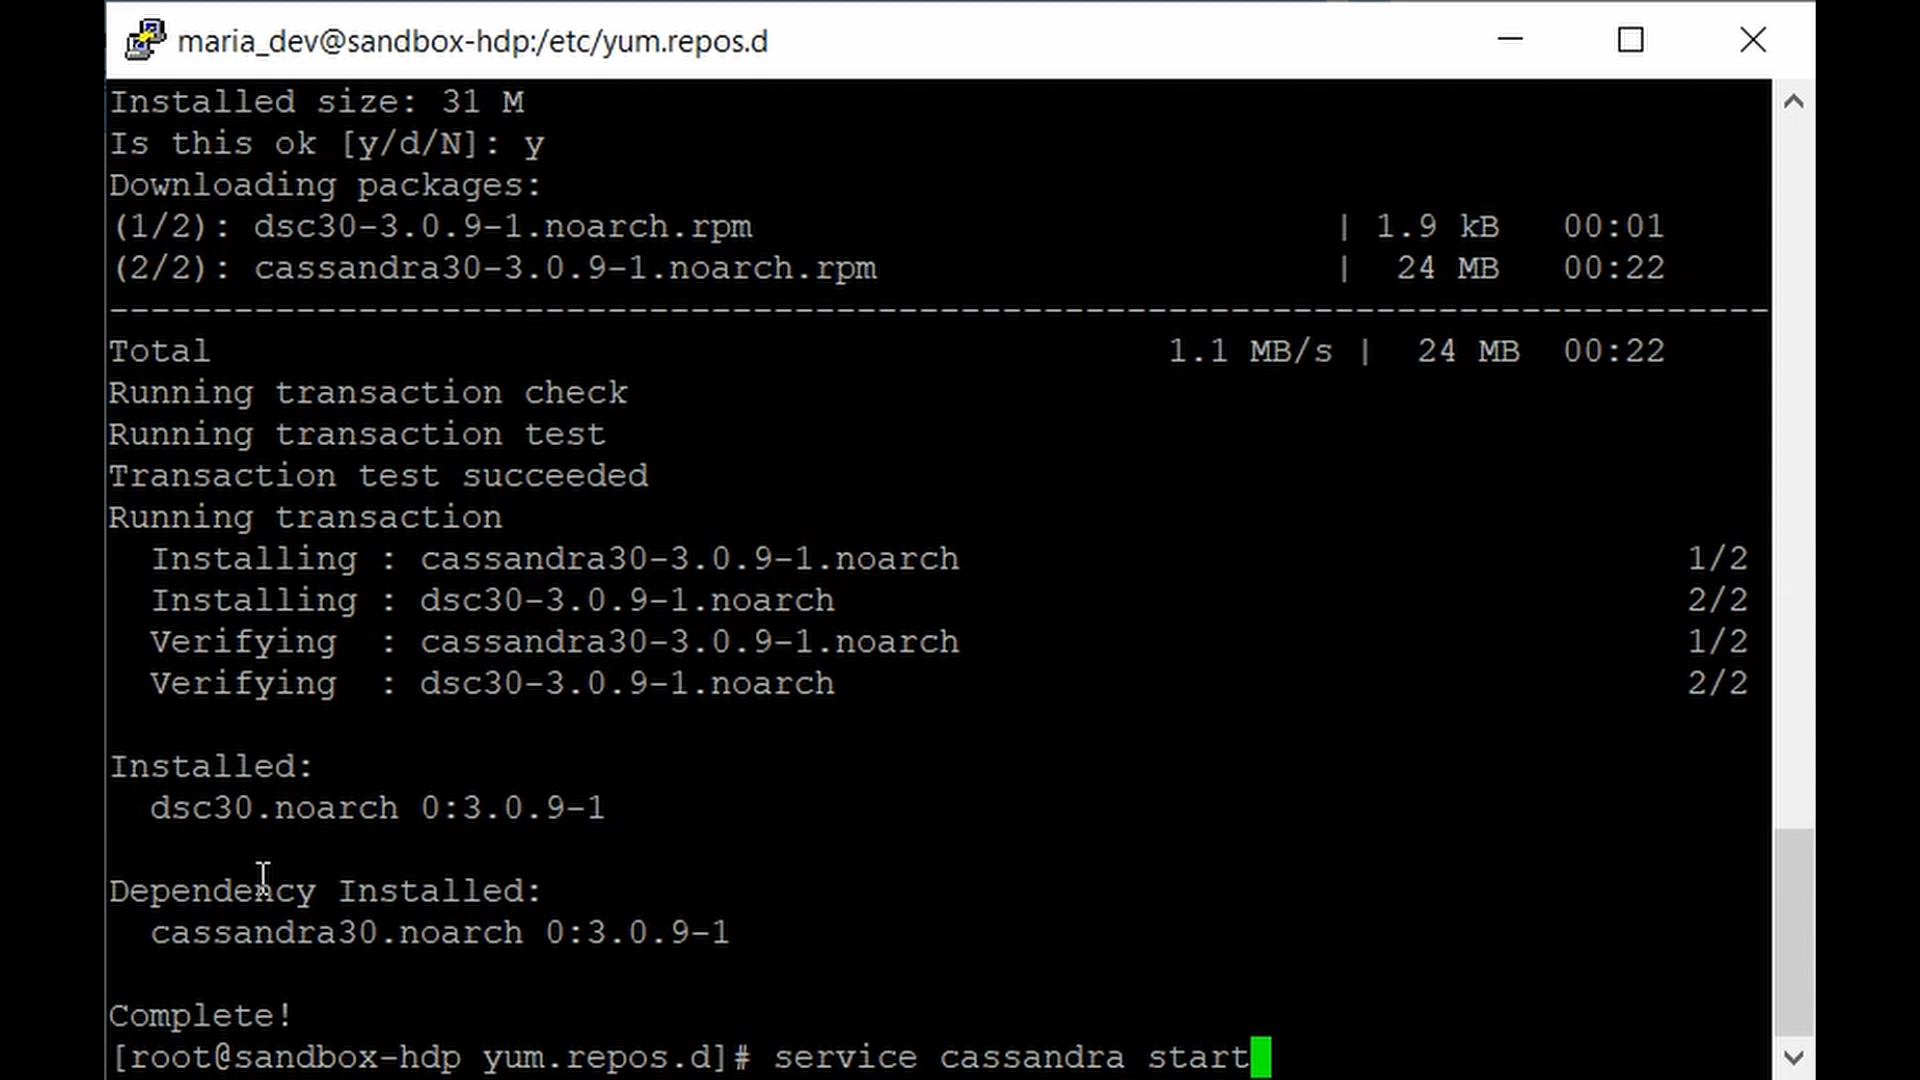 maria_dev@sandbox-hdp:/etc/yum.repos.d
Installed size: 31 M
Is this ok [y/d/N]: y
Downloading packages:
(1/2): dsc30-3.0.9-1.noarch.rpm | 1.9 kB 00:01
(2/2): cassandra30-3.0.9-1.noarch.rpm | 24 MB 00:22
--------------------------------------------------------------------------------
Total 1.1 MB/s | 24 MB 00:22
Running transaction check
Running transaction test
Transaction test succeeded
Running transaction
Installing : cassandra30-3.0.9-1.noarch 1/2
Installing : dsc30-3.0.9-1.noarch 2/2
Verifying : cassandra30-3.0.9-1.noarch 1/2
Verifying : dsc30-3.0.9-1.noarch 2/2
Installed:
dsc30.noarch 0:3.0.9-1
Dependency Installed:
cassandra30.noarch 0:3.0.9-1
Complete!
[root@sandbox-hdp yum.repos.d]# service cassandra start